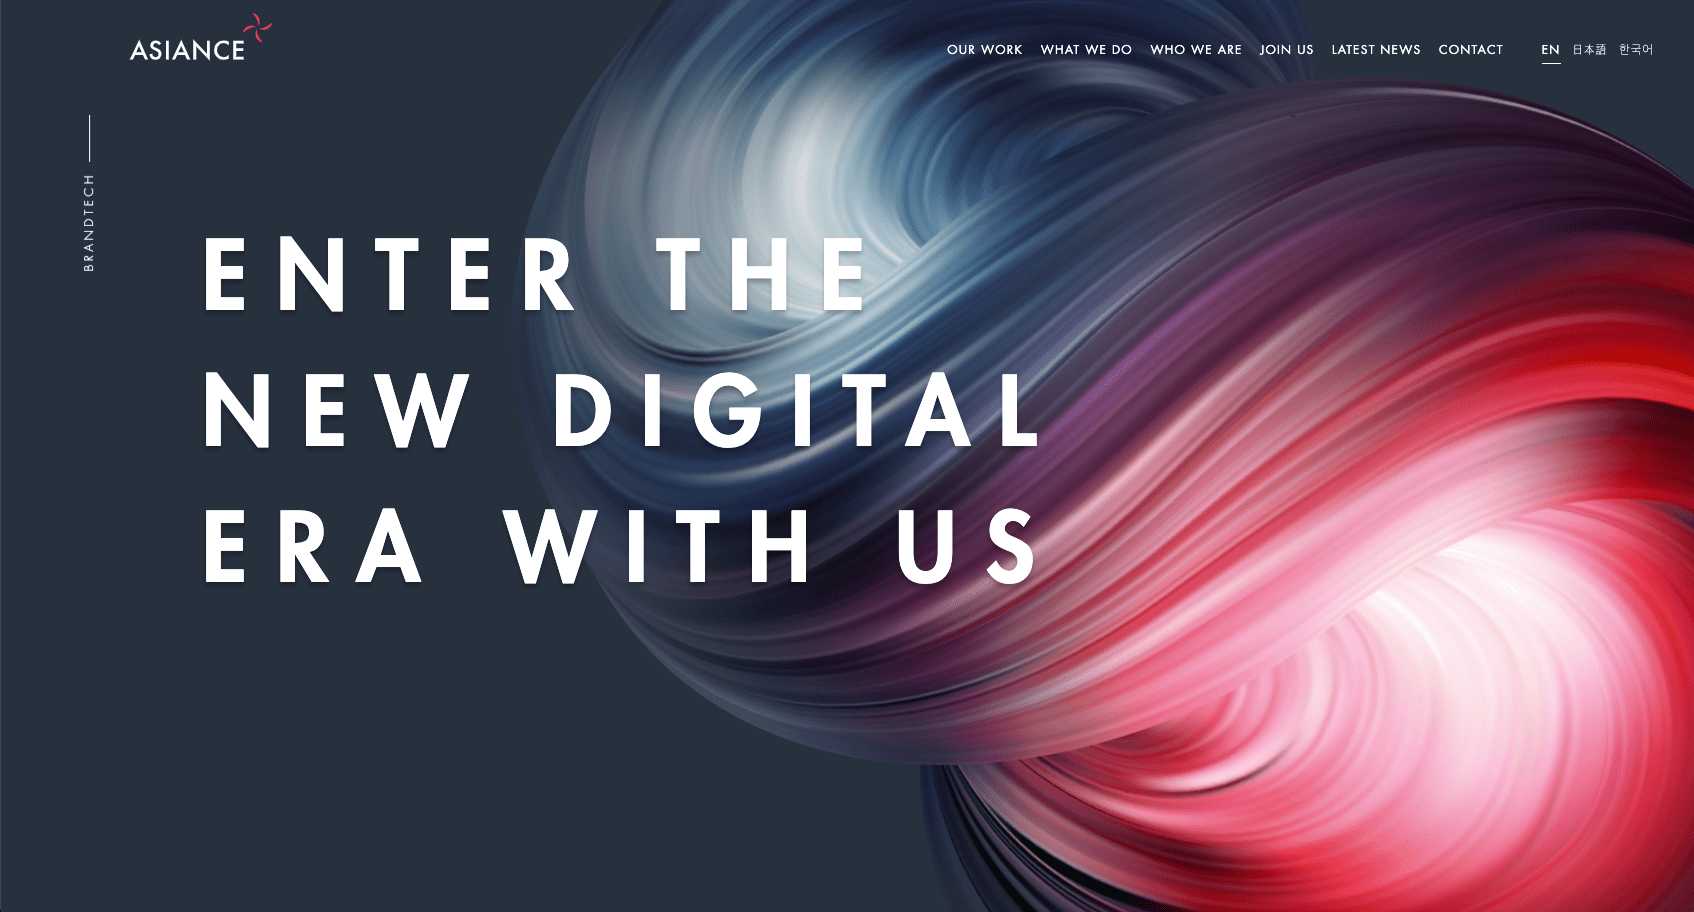 ASIANCE
OUR WORK WHAT WE DO WHO WE ARE JOIN US LATEST NEWS CONTACT EN 日本語 한국어
BRANDTECH
ENTER THE
NEW DIGITAL
ERA WITH US